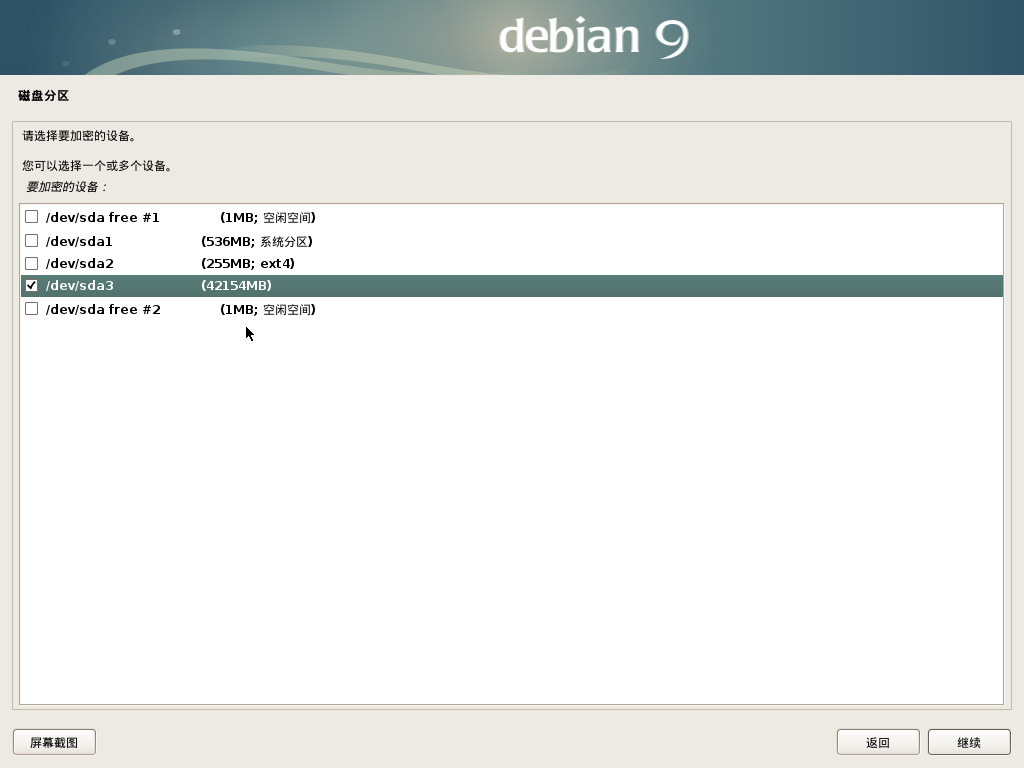 debian 9
磁盘分区
请选择要加密的设备。
您可以选择一个或多个设备。
要加密的设备：
/dev/sda free #1 (1MB; 空闲空间)
/dev/sda1 (536MB; 系统分区)
/dev/sda2 (255MB; ext4)
/dev/sda3 (42154MB)
/dev/sda free #2 (1MB; 空闲空间)
屏幕截图 返回 继续